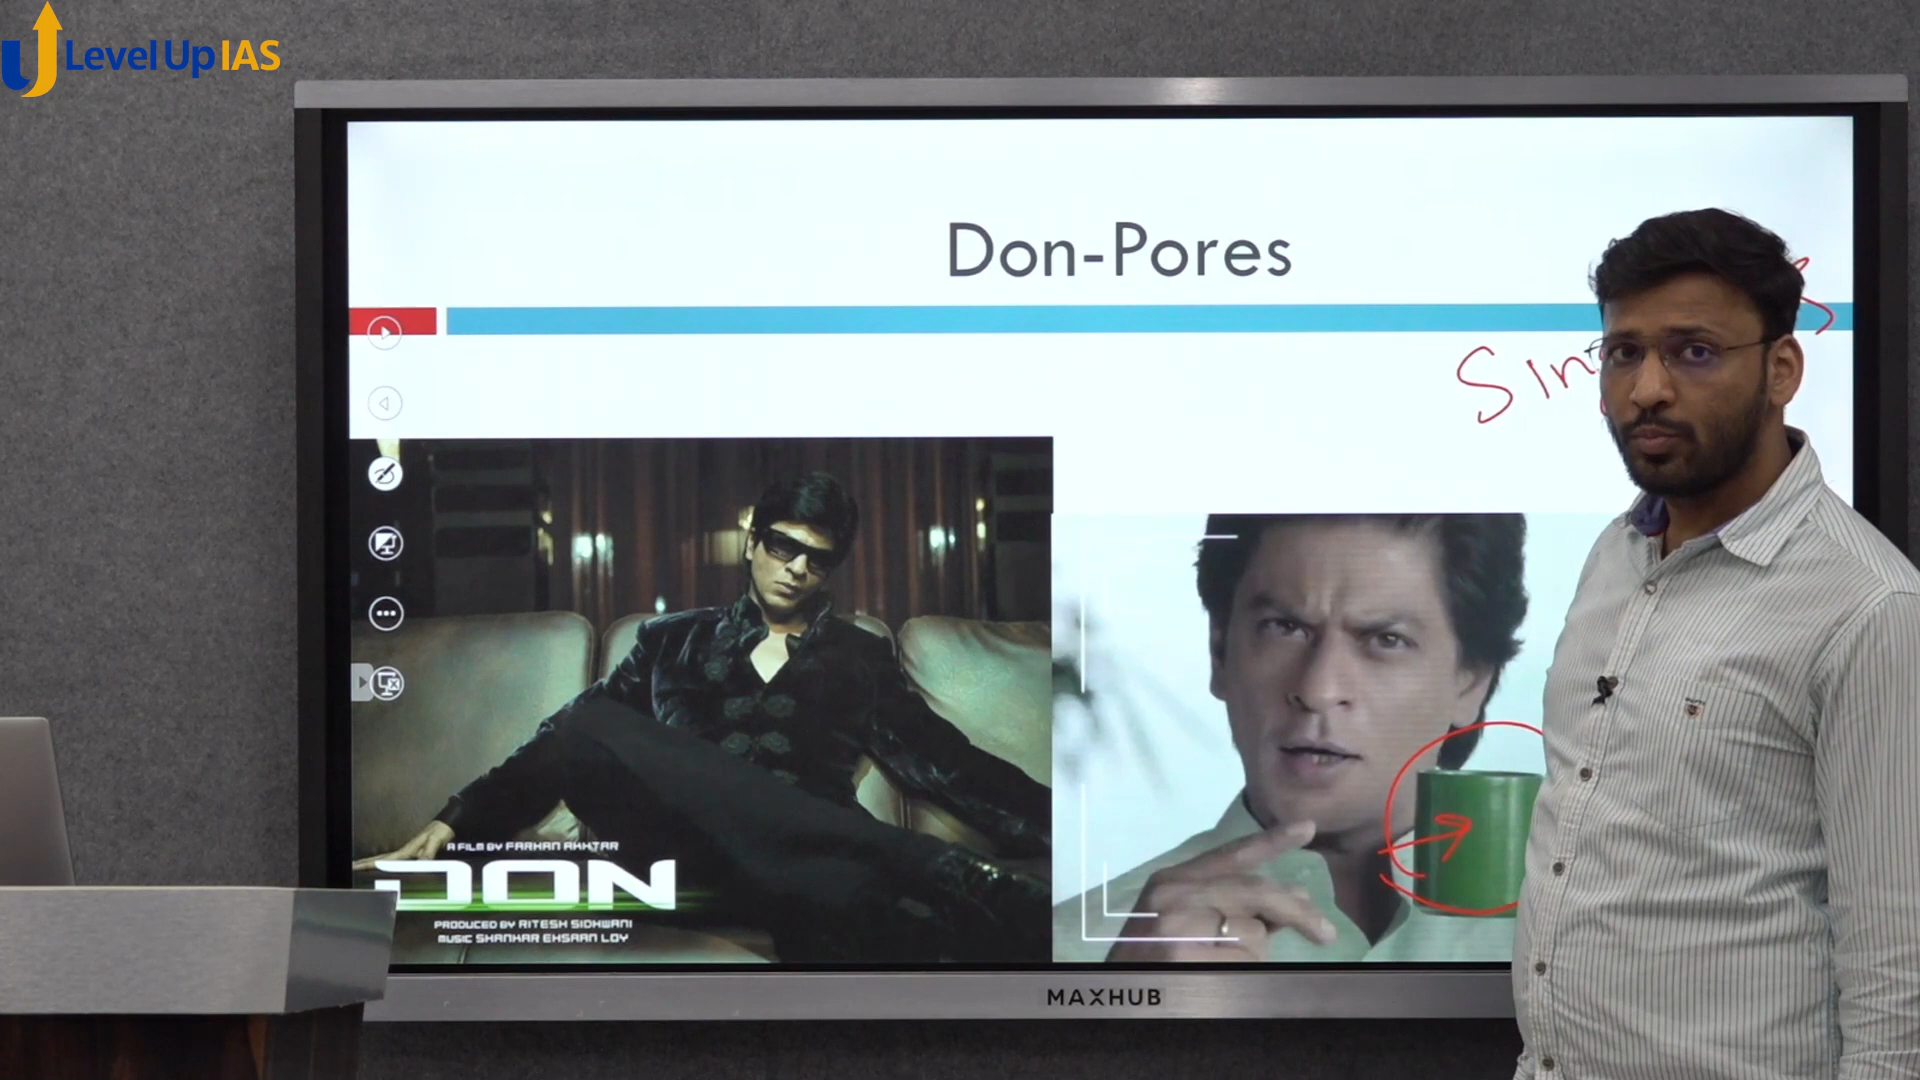 Level Up IAS
Don-Pores
A FILM BY FARHAN AKHTAR
DON
PRODUCED BY RITESH SIDHWANI
MUSIC SHANKAR EHSAAN LOY
MAXHUB